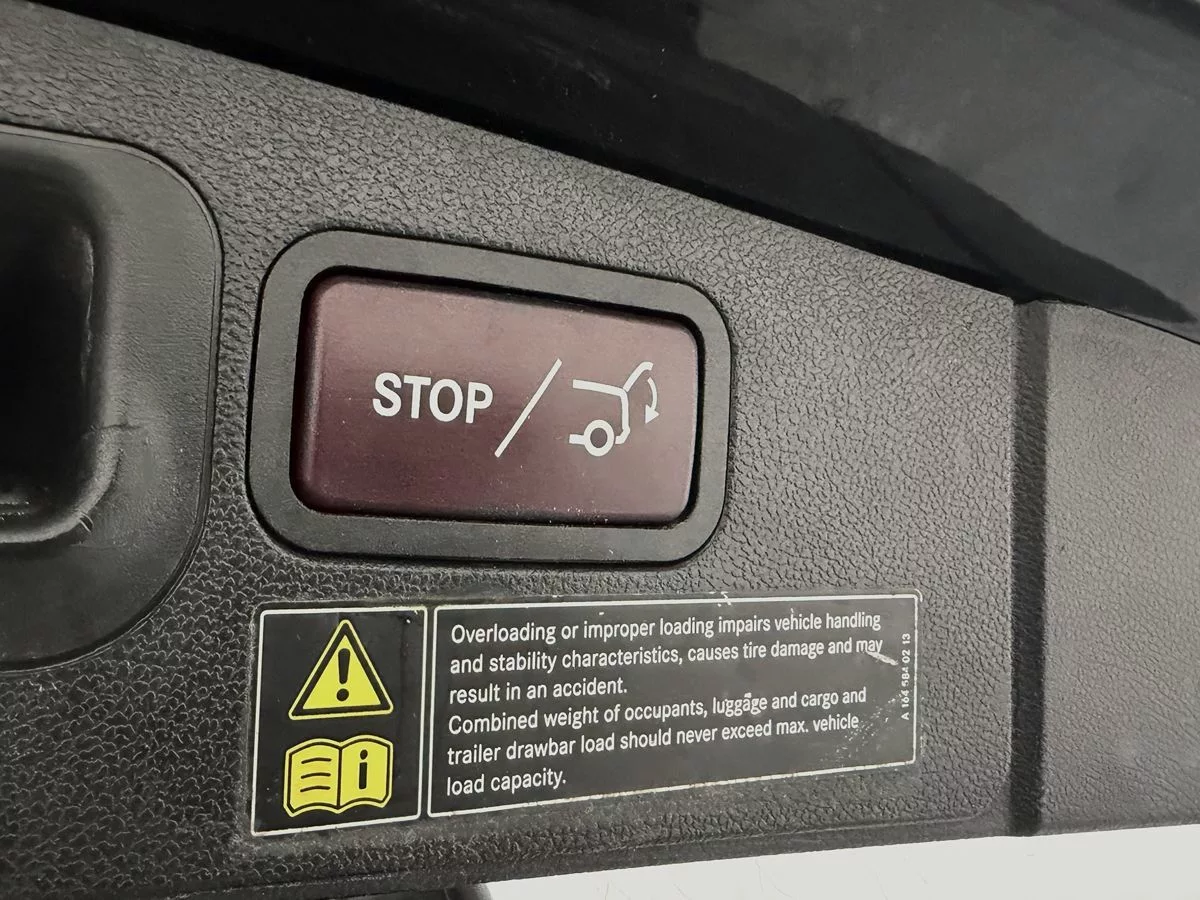 STOP /
Overloading or improper loading impairs vehicle handling
and stability characteristics, causes tire damage and may
result in an accident.
Combined weight of occupants, luggage and cargo and
trailer drawbar load should never exceed max. vehicle
load capacity.
A 164 584 02 13